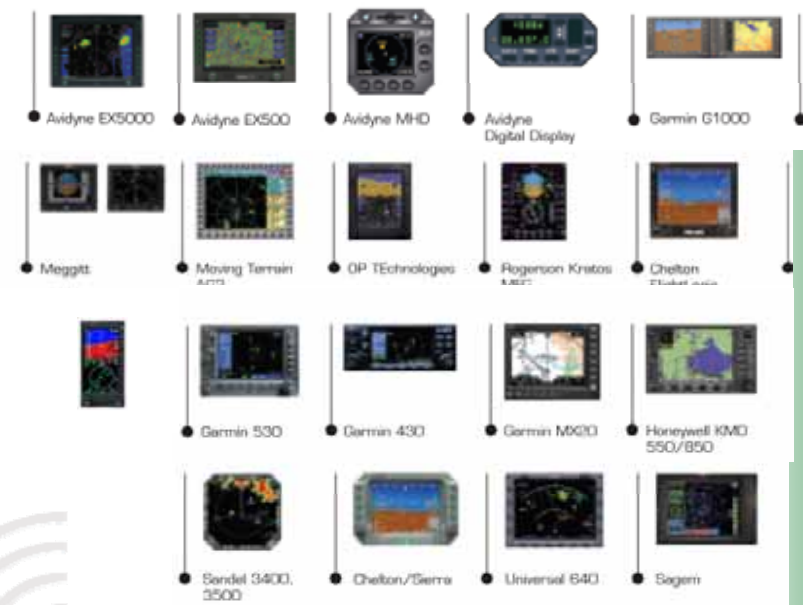 Avidyne EX5000
Avidyne EX500
Avidyne MHD
Avidyne
Digital Display
Garmin G1000
Meggitt
Moving Terrain
OP TEchnologies
Rogerson Kratos
Chelton
FlightLogic
Garmin 530
Garmin 430
Garmin MX20
Honeywell KMD
550/850
Sandel 3400,
3500
Chelton/Sierra
Universal 640
Sagem